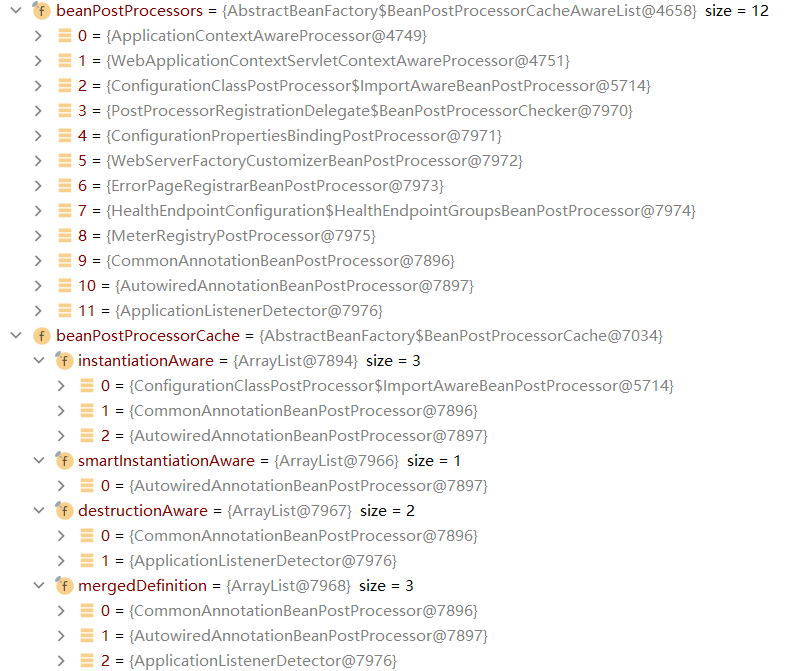 beanPostProcessors = {AbstractBeanFactory$BeanPostProcessorCacheAwareList@4658} size = 12
0 = {ApplicationContextAwareProcessor@4749}
1 = {WebApplicationContextServletContextAwareProcessor@4751}
2 = {ConfigurationClassPostProcessor$ImportAwareBeanPostProcessor@5714}
3 = {PostProcessorRegistrationDelegate$BeanPostProcessorChecker@7970}
4 = {ConfigurationPropertiesBindingPostProcessor@7971}
5 = {WebServerFactoryCustomizerBeanPostProcessor@7972}
6 = {ErrorPageRegistrarBeanPostProcessor@7973}
7 = {HealthEndpointConfiguration$HealthEndpointGroupsBeanPostProcessor@7974}
8 = {MeterRegistryPostProcessor@7975}
9 = {CommonAnnotationBeanPostProcessor@7896}
10 = {AutowiredAnnotationBeanPostProcessor@7897}
11 = {ApplicationListenerDetector@7976}
beanPostProcessorCache = {AbstractBeanFactory$BeanPostProcessorCache@7034}
instantiationAware = {ArrayList@7894} size = 3
0 = {ConfigurationClassPostProcessor$ImportAwareBeanPostProcessor@5714}
1 = {CommonAnnotationBeanPostProcessor@7896}
2 = {AutowiredAnnotationBeanPostProcessor@7897}
smartInstantiationAware = {ArrayList@7966} size = 1
0 = {AutowiredAnnotationBeanPostProcessor@7897}
destructionAware = {ArrayList@7967} size = 2
0 = {CommonAnnotationBeanPostProcessor@7896}
1 = {ApplicationListenerDetector@7976}
mergedDefinition = {ArrayList@7968} size = 3
0 = {CommonAnnotationBeanPostProcessor@7896}
1 = {AutowiredAnnotationBeanPostProcessor@7897}
2 = {ApplicationListenerDetector@7976}